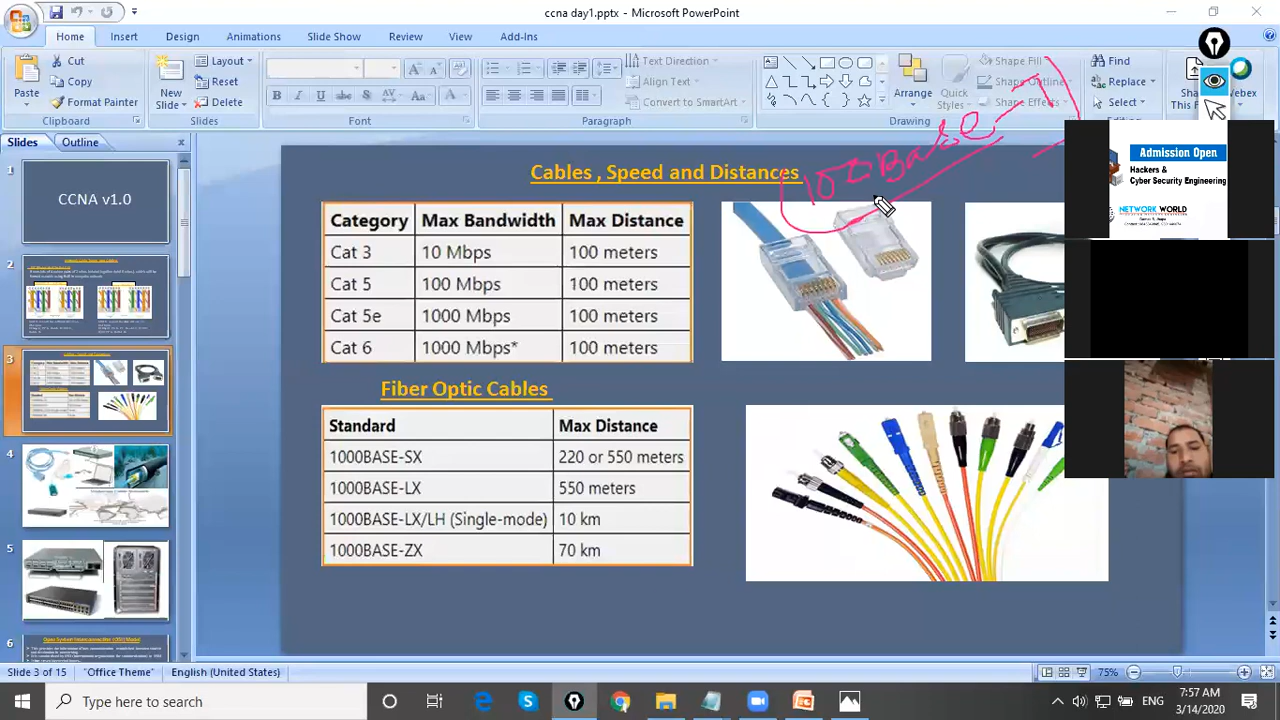 ccna day1.pptx - Microsoft PowerPoint
Home Insert Design Animations Slide Show Review View Add-Ins
Paste Cut Copy Format Painter
New Slide Layout Reset Delete
Text Direction Align Text Convert to SmartArt
Arrange Quick Styles Shape Fill Shape Outline Shape Effects
Find Replace Select
Clipboard Slides Font Paragraph Drawing
Slides Outline
1
CCNA v1.0
2
3
4
5
6
Cables , Speed and Distances
100Base-T
Category Max Bandwidth Max Distance
Cat 3 10 Mbps 100 meters
Cat 5 100 Mbps 100 meters
Cat 5e 1000 Mbps 100 meters
Cat 6 1000 Mbps* 100 meters
Fiber Optic Cables
Standard Max Distance
1000BASE-SX 220 or 550 meters
1000BASE-LX 550 meters
1000BASE-LX/LH (Single-mode) 10 km
1000BASE-ZX 70 km
Admission Open
Hackers &
Cyber Security Engineering
NETWORK WORLD
Slide 3 of 15 "Office Theme" English (United States) 75%
Type here to search
ENG 7:57 AM
3/14/2020